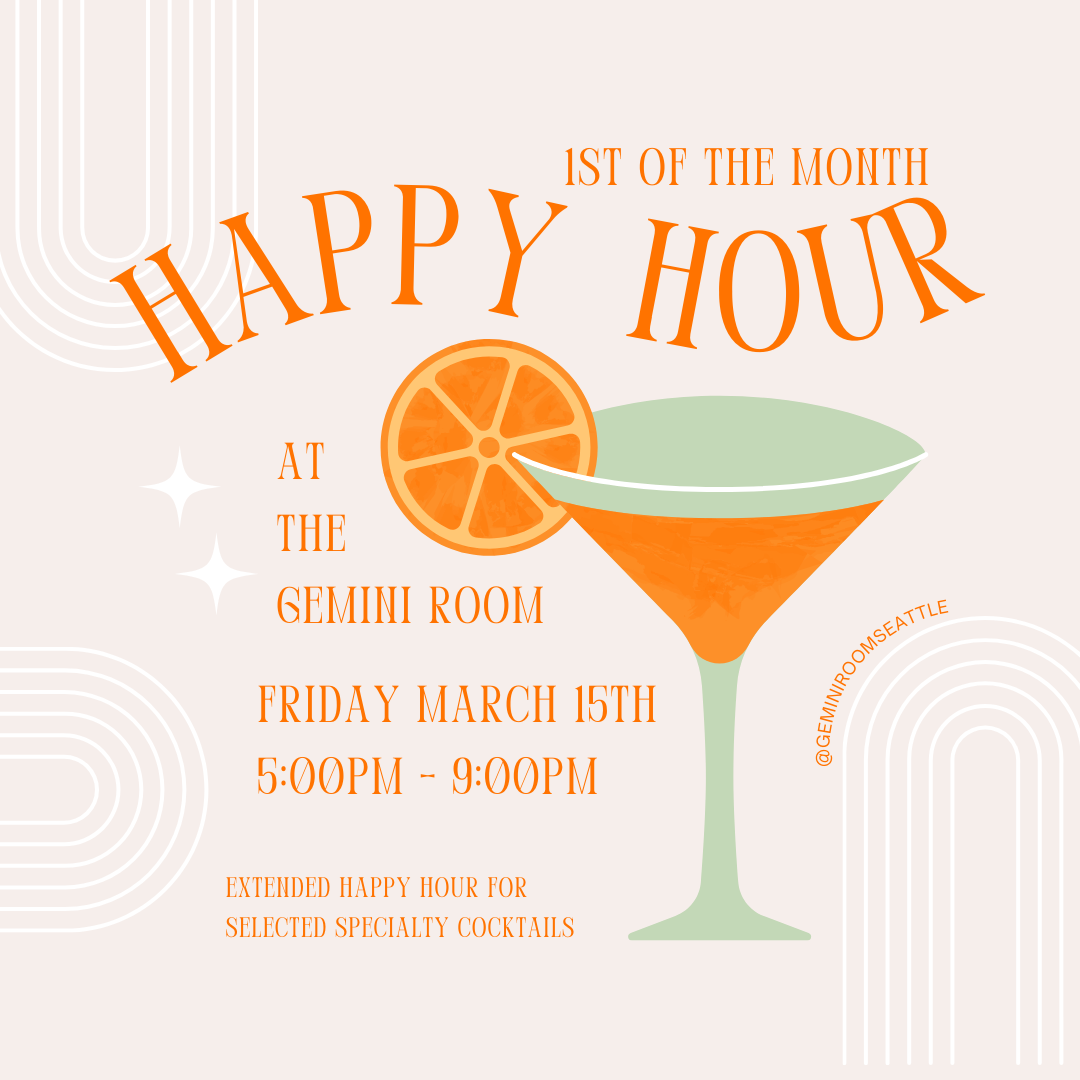 1ST OF THE MONTH
HAPPY HOUR
AT
THE
GEMINI ROOM
FRIDAY MARCH 15TH
5:00PM - 9:00PM
@GEMINIROOMSEATTLE
EXTENDED HAPPY HOUR FOR
SELECTED SPECIALTY COCKTAILS